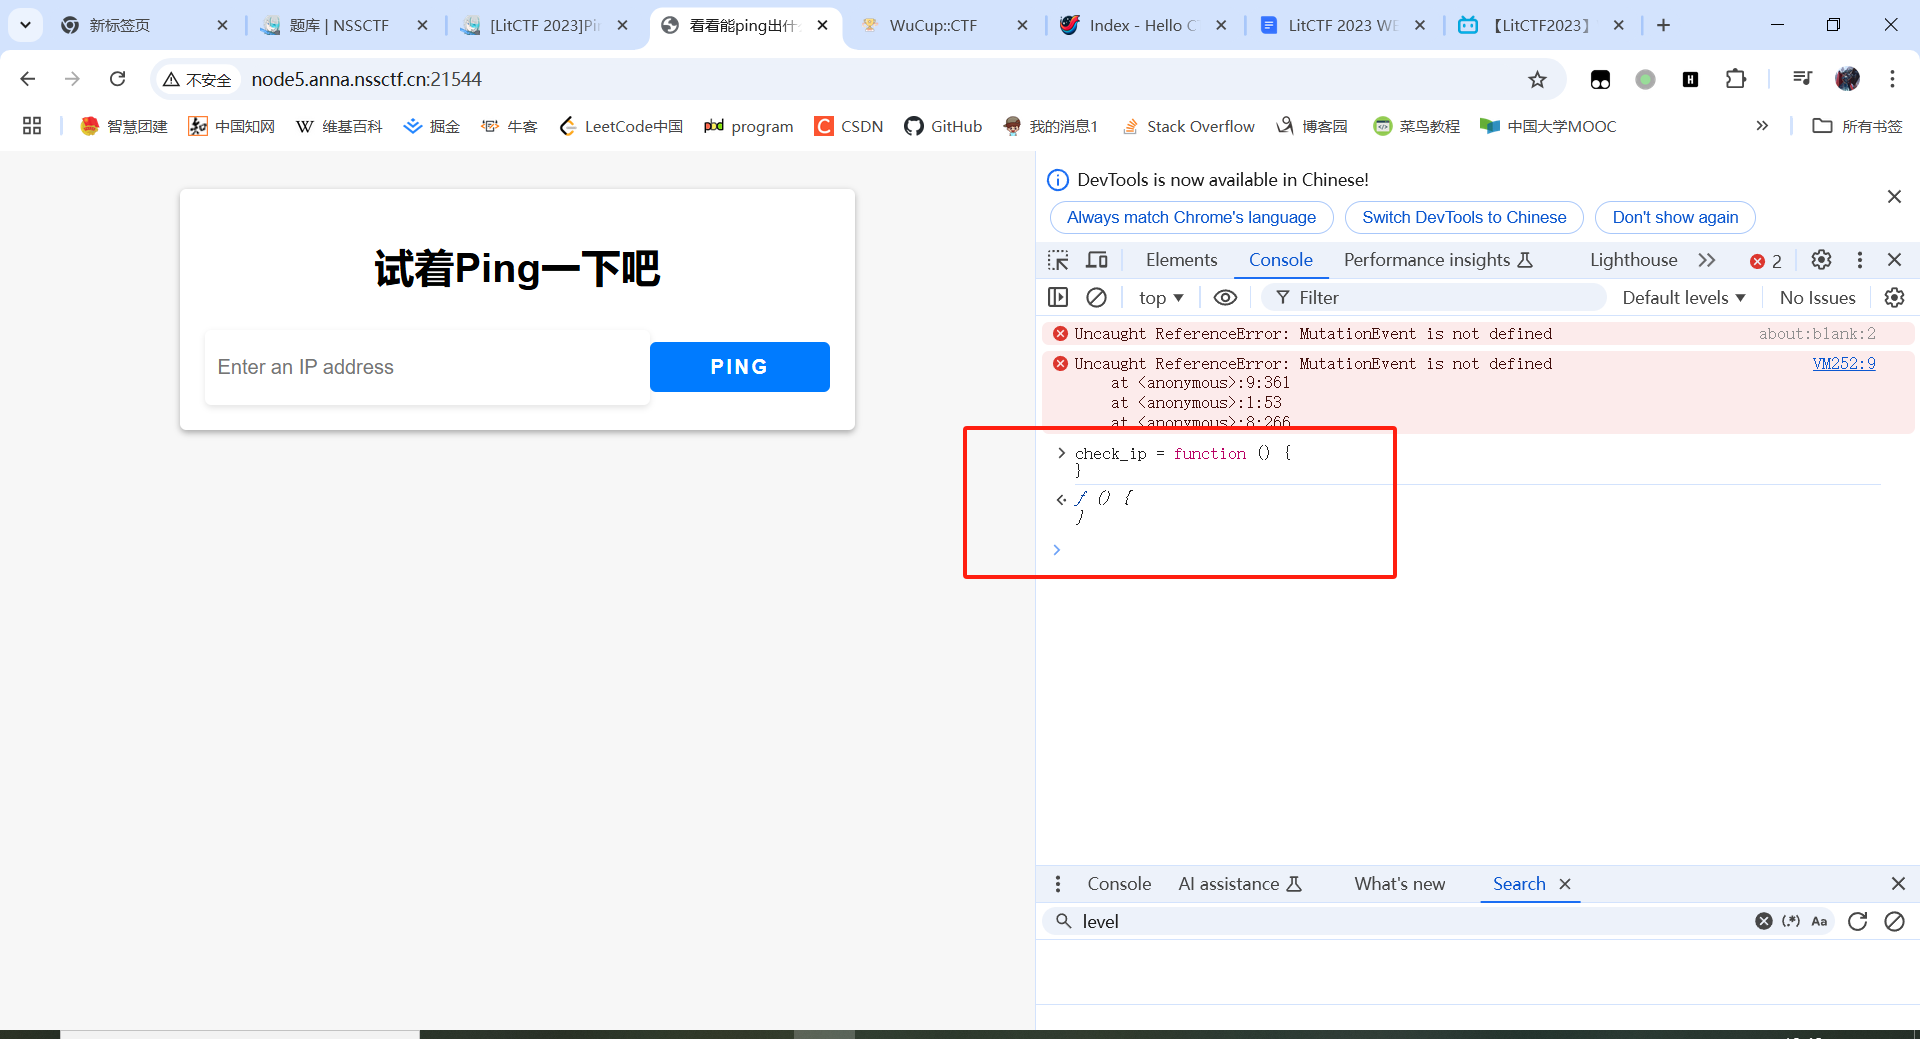 新标签页
题库 | NSSCTF
[LitCTF 2023]Pi
看看能ping出什
WuCup::CTF
Index - Hello C
LitCTF 2023 WE
【LitCTF2023】
不安全
node5.anna.nssctf.cn:21544
智慧团建
中国知网
维基百科
掘金
牛客
LeetCode中国
pbd program
CSDN
GitHub
我的消息1
Stack Overflow
博客园
菜鸟教程
中国大学MOOC
所有书签
试着Ping一下吧
Enter an IP address
PING
DevTools is now available in Chinese!
Always match Chrome's language
Switch DevTools to Chinese
Don't show again
Elements
Console
Performance insights
Lighthouse
2
top
Filter
Default levels
No Issues
Uncaught ReferenceError: MutationEvent is not defined
about:blank:2
Uncaught ReferenceError: MutationEvent is not defined
VM252:9
at <anonymous>:9:361
at <anonymous>:1:53
at <anonymous>:8:266
check_ip = function () {
}
f () {
}
Console
AI assistance
What's new
Search
level
(.*)
Aa